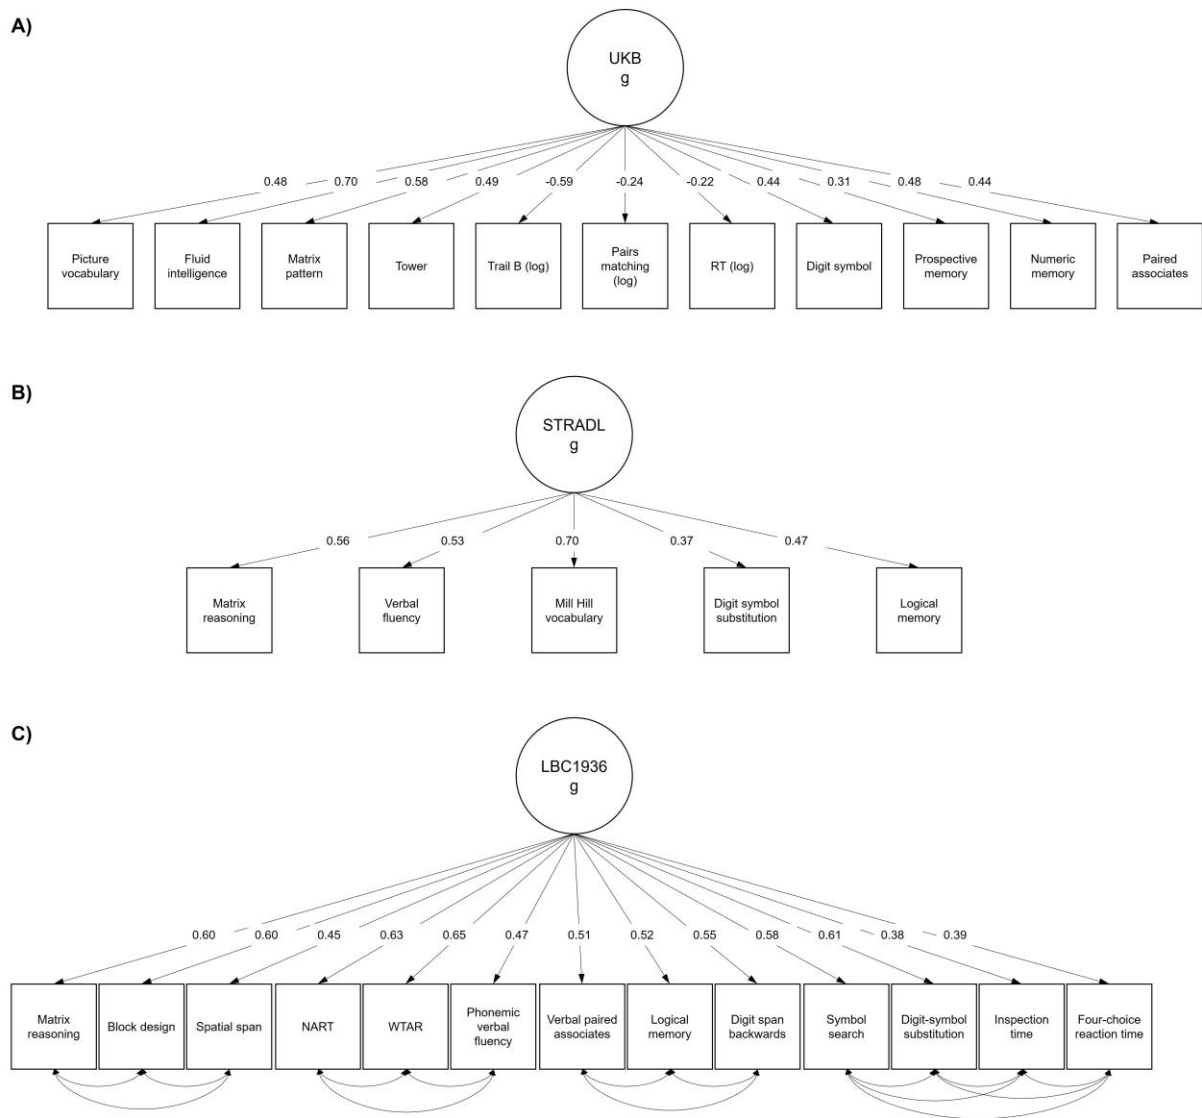 A)
UKB
g
0.48 0.70 0.58 0.49 -0.59 -0.24 -0.22 0.44 0.31 0.48 0.44
Picture
vocabulary
Fluid
intelligence
Matrix
pattern
Tower
Trail B (log)
Pairs
matching
(log)
RT (log)
Digit symbol
Prospective
memory
Numeric
memory
Paired
associates
B)
STRADL
g
0.56 0.53 0.70 0.37 0.47
Matrix
reasoning
Verbal
fluency
Mill Hill
vocabulary
Digit symbol
substitution
Logical
memory
C)
LBC1936
g
0.60 0.60 0.45 0.63 0.65 0.47 0.51 0.52 0.55 0.58 0.61 0.38 0.39
Matrix
reasoning
Block design
Spatial span
NART
WTAR
Phonemic
verbal
fluency
Verbal paired
associates
Logical
memory
Digit span
backwards
Symbol
search
Digit-symbol
substitution
Inspection
time
Four-choice
reaction time